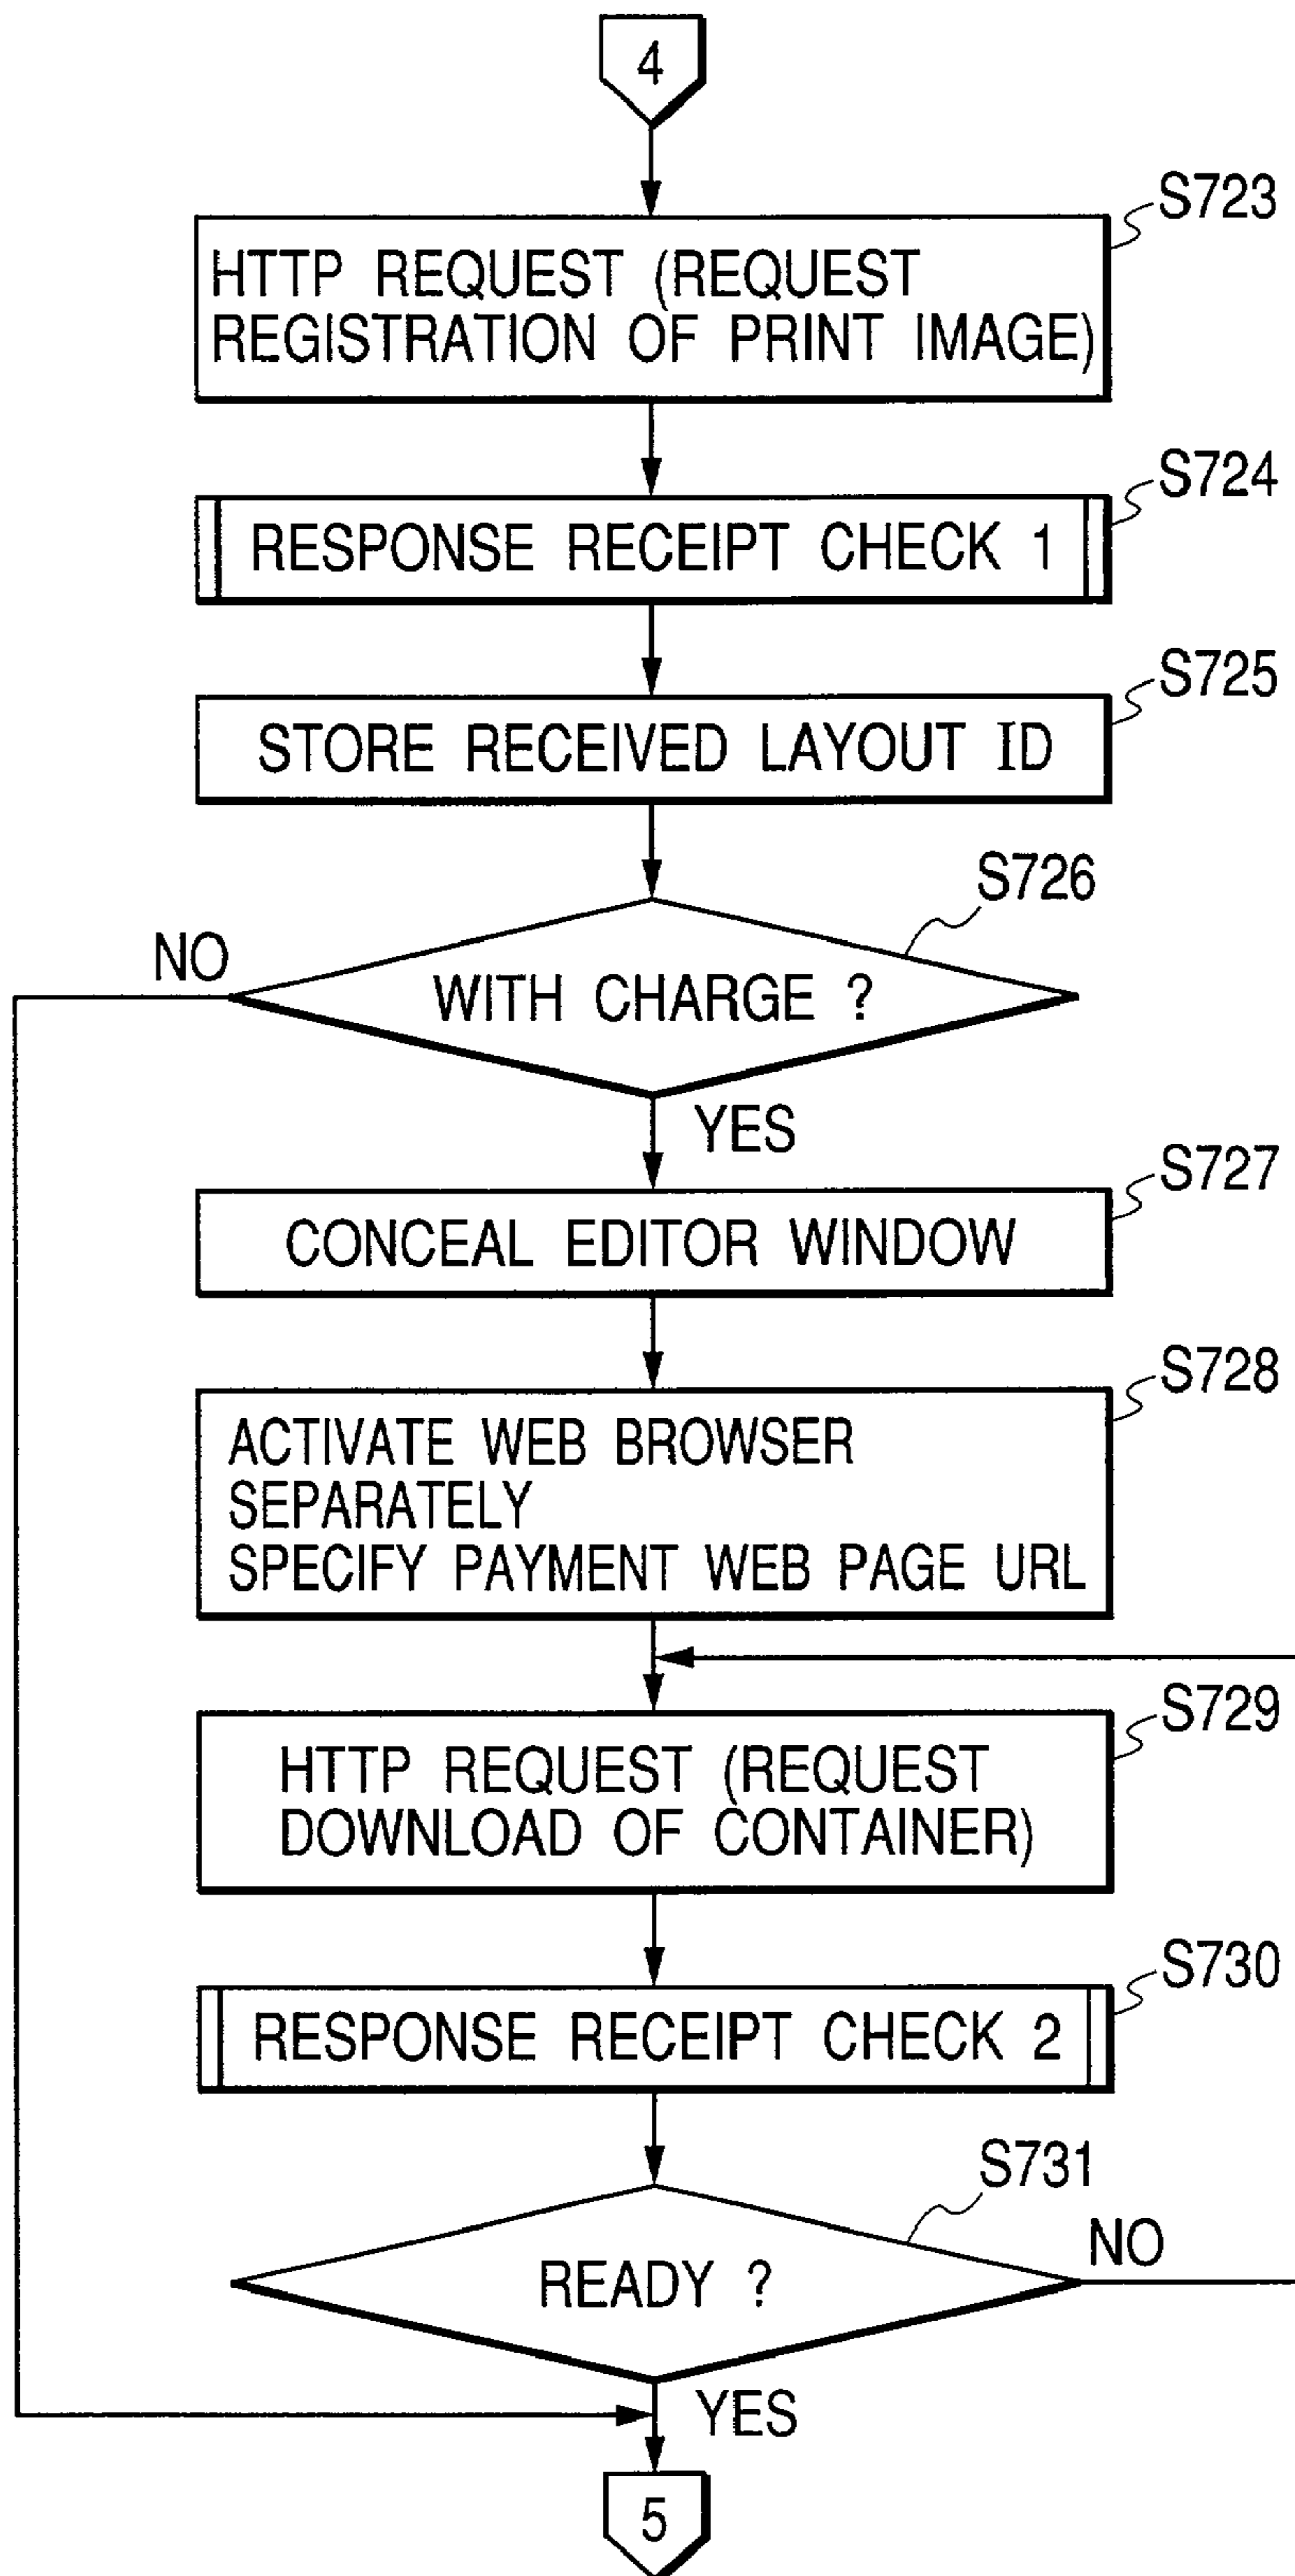 4
S723
HTTP REQUEST (REQUEST
REGISTRATION OF PRINT IMAGE)
S724
RESPONSE RECEIPT CHECK 1
S725
STORE RECEIVED LAYOUT ID
S726
NO
WITH CHARGE ?
YES
S727
CONCEAL EDITOR WINDOW
S728
ACTIVATE WEB BROWSER
SEPARATELY
SPECIFY PAYMENT WEB PAGE URL
S729
HTTP REQUEST (REQUEST
DOWNLOAD OF CONTAINER)
S730
RESPONSE RECEIPT CHECK 2
S731
NO
READY ?
YES
5